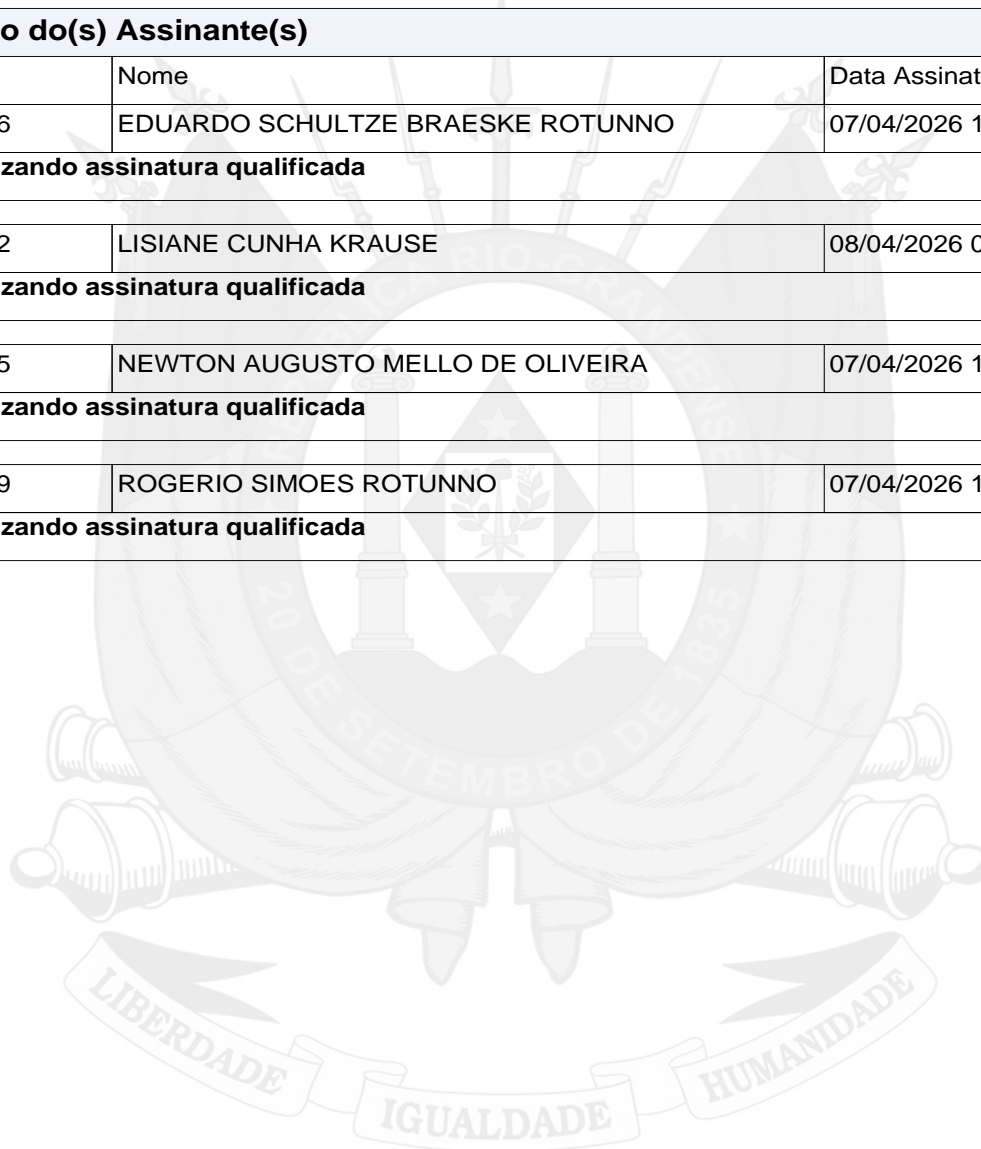 o do(s) Assinante(s)
Nome Data Assinat
6 EDUARDO SCHULTZE BRAESKE ROTUNNO 07/04/2026 1
zando assinatura qualificada
2 LISIANE CUNHA KRAUSE 08/04/2026 0
zando assinatura qualificada
5 NEWTON AUGUSTO MELLO DE OLIVEIRA 07/04/2026 1
zando assinatura qualificada
9 ROGERIO SIMOES ROTUNNO 07/04/2026 1
zando assinatura qualificada
REPÚBLICA RIO-GRANDENSE
20 DE SETEMBRO DE 1835
LIBERDADE
IGUALDADE
HUMANIDADE